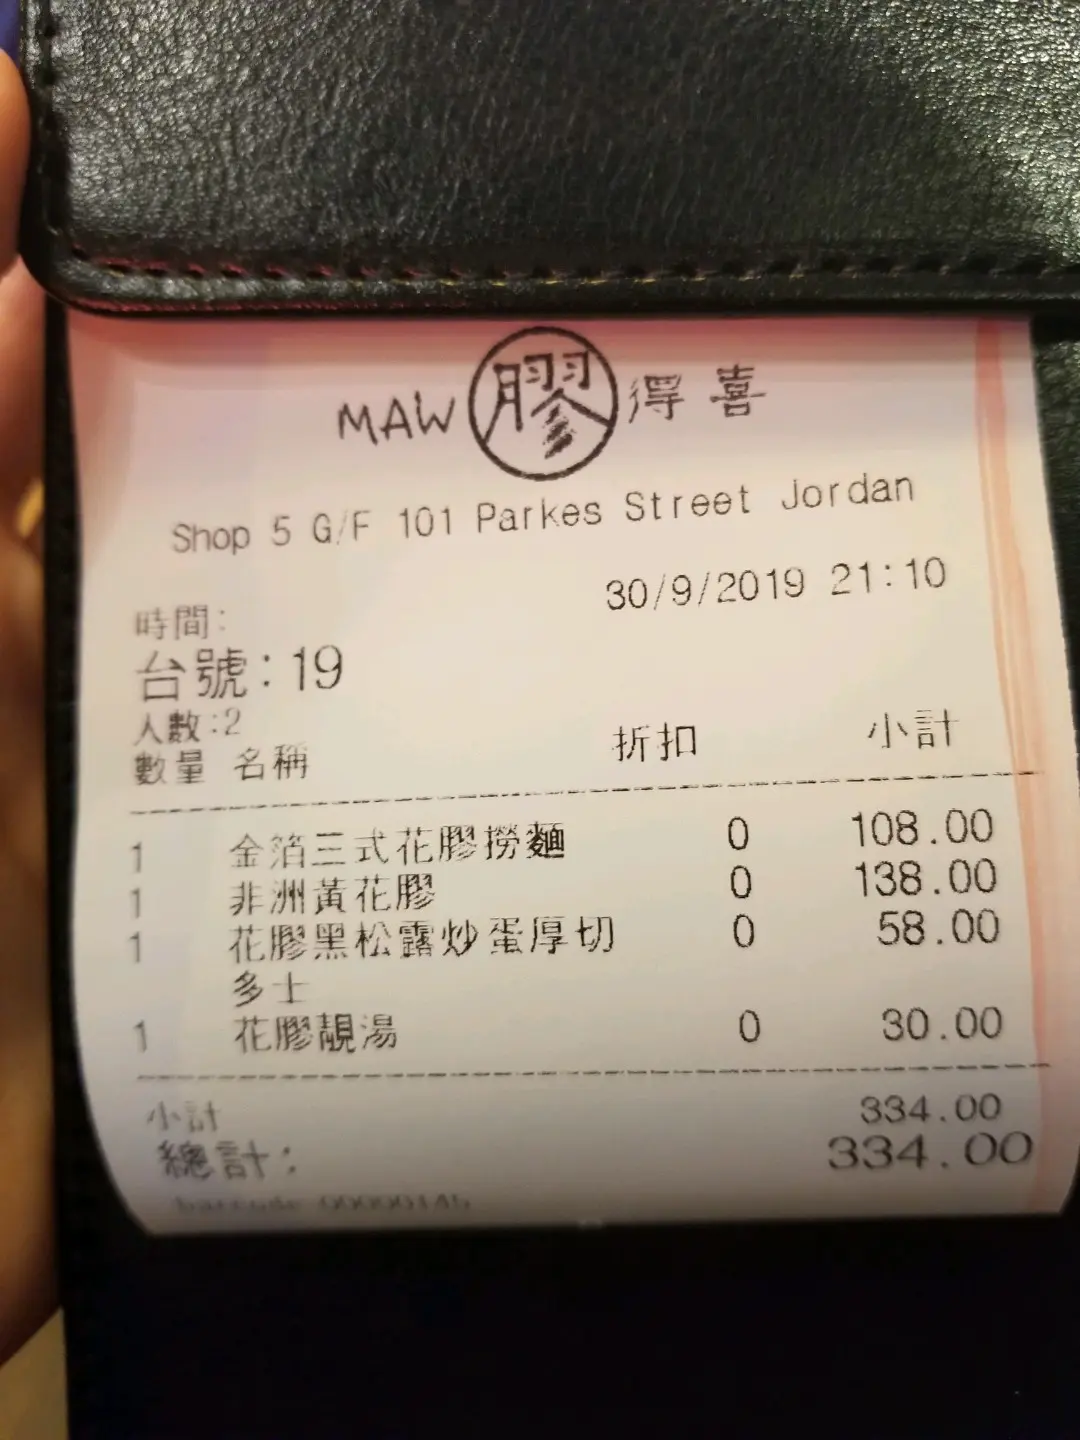 MAW 膠 得喜
Shop 5 G/F 101 Parkes Street Jordan
時間: 30/9/2019 21:10
台號:19
人數:2
數量 名稱 折扣 小計
1 金箔三式花膠撈麵 0 108.00
1 非洲黃花膠 0 138.00
1 花膠黑松露炒蛋厚切 0 58.00
多士
1 花膠靚湯 0 30.00
小計 334.00
總計: 334.00
barcode 00000145